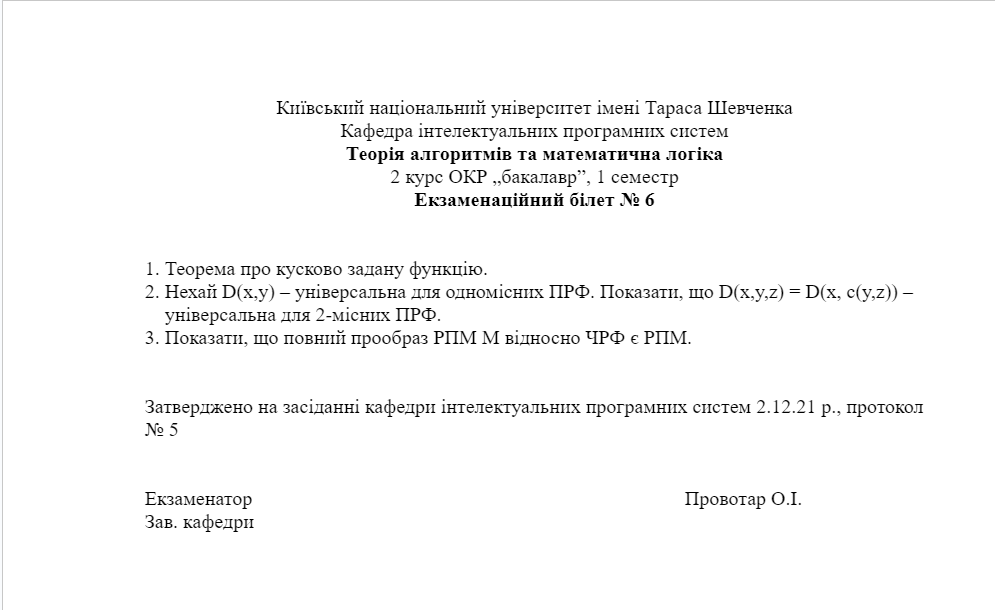 Київський національний університет імені Тараса Шевченка
Кафедра інтелектуальних програмних систем
Теорія алгоритмів та математична логіка
2 курс ОКР „бакалавр”, 1 семестр
Екзаменаційний білет № 6
1. Теорема про кусково задану функцію.
2. Нехай D(x,y) – універсальна для одномісних ПРФ. Показати, що D(x,y,z) = D(x, c(y,z)) –
універсальна для 2-місних ПРФ.
3. Показати, що повний прообраз РПМ М відносно ЧРФ є РПМ.
Затверджено на засіданні кафедри інтелектуальних програмних систем 2.12.21 р., протокол
№ 5
Екзаменатор Провотар О.І.
Зав. кафедри